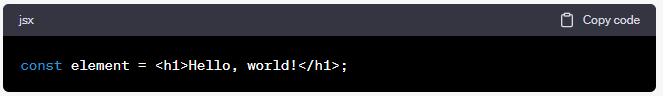 jsx Copy code
const element = <h1>Hello, world!</h1>;